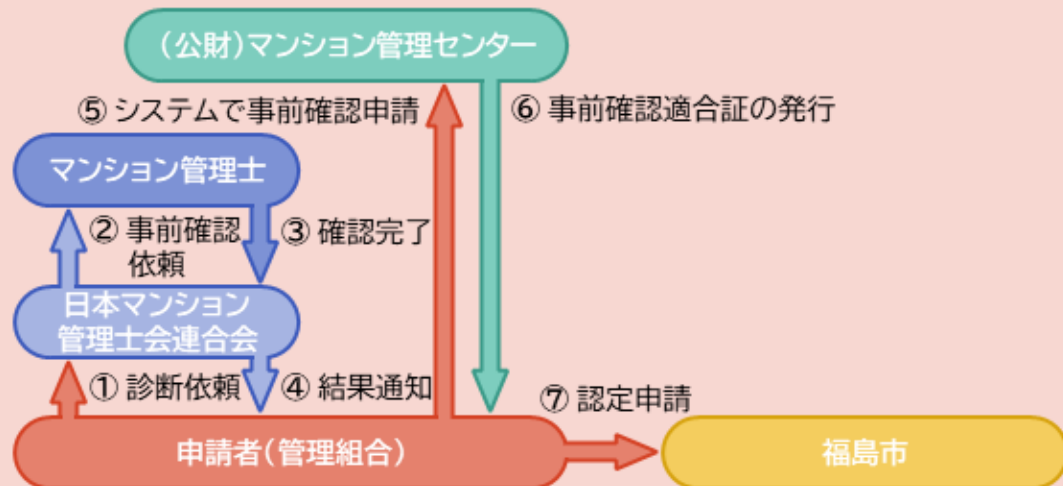 （公財）マンション管理センター
⑤ システムで事前確認申請
⑥ 事前確認適合証の発行
マンション管理士
② 事前確認
依頼
③ 確認完了
日本マンション
管理士会連合会
① 診断依頼
④ 結果通知
⑦ 認定申請
申請者（管理組合）
福島市